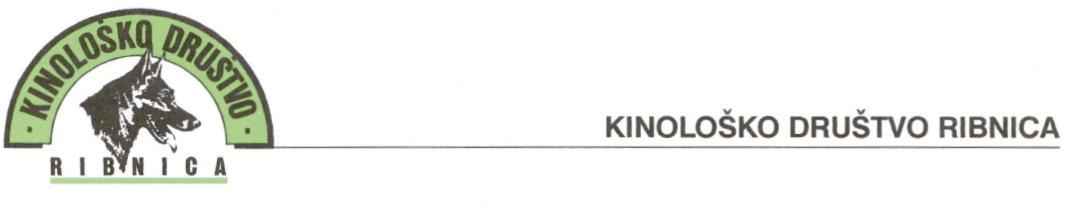 · KINOLOŠKO DRUŠTVO ·
RIBNICA
KINOLOŠKO DRUŠTVO RIBNICA